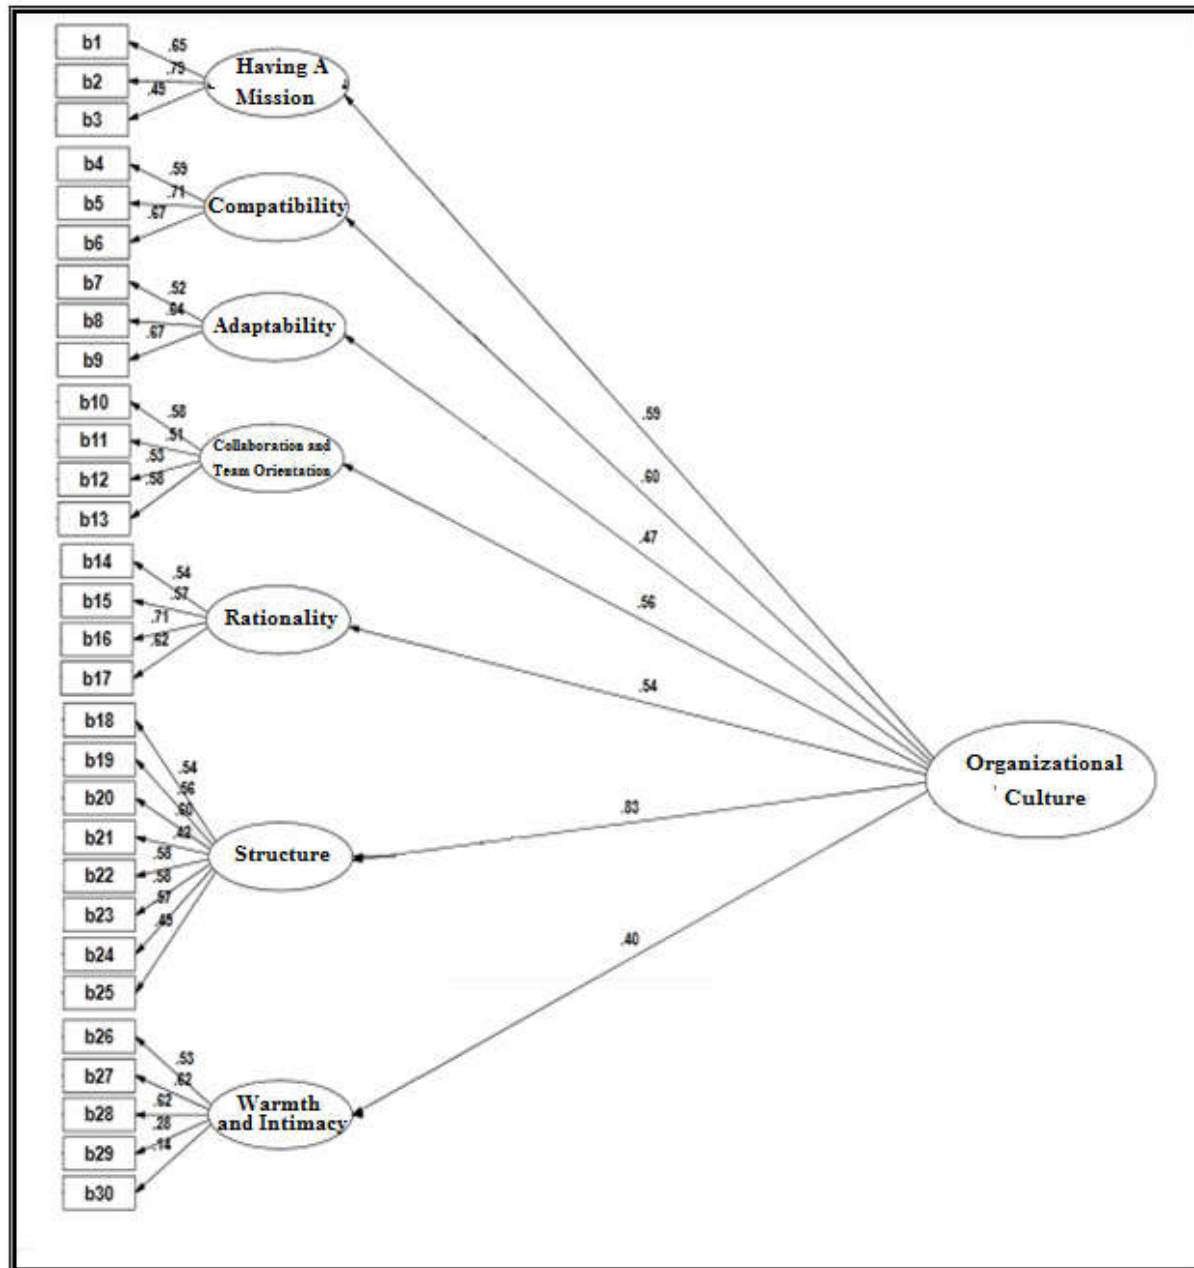 b1
.65
Having A
Mission
b2
.79
b3
.49
b4
.59
Compatibility
b5
.71
b6
.67
b7
.52
Adaptability
b8
.64
b9
.67
b10
.58
b11
.51
Collaboration and
Team Orientation
b12
.53
b13
.58
b14
.54
b15
.57
Rationality
b16
.71
b17
.62
b18
.54
b19
.56
b20
.60
b21
.42
Structure
b22
.58
b23
.58
b24
.57
b25
b26
.53
b27
.62
Warmth
and Intimacy
b28
.62
b29
.28
b30
.14
.59
.60
.47
.56
.54
.83
.40
Organizational
Culture